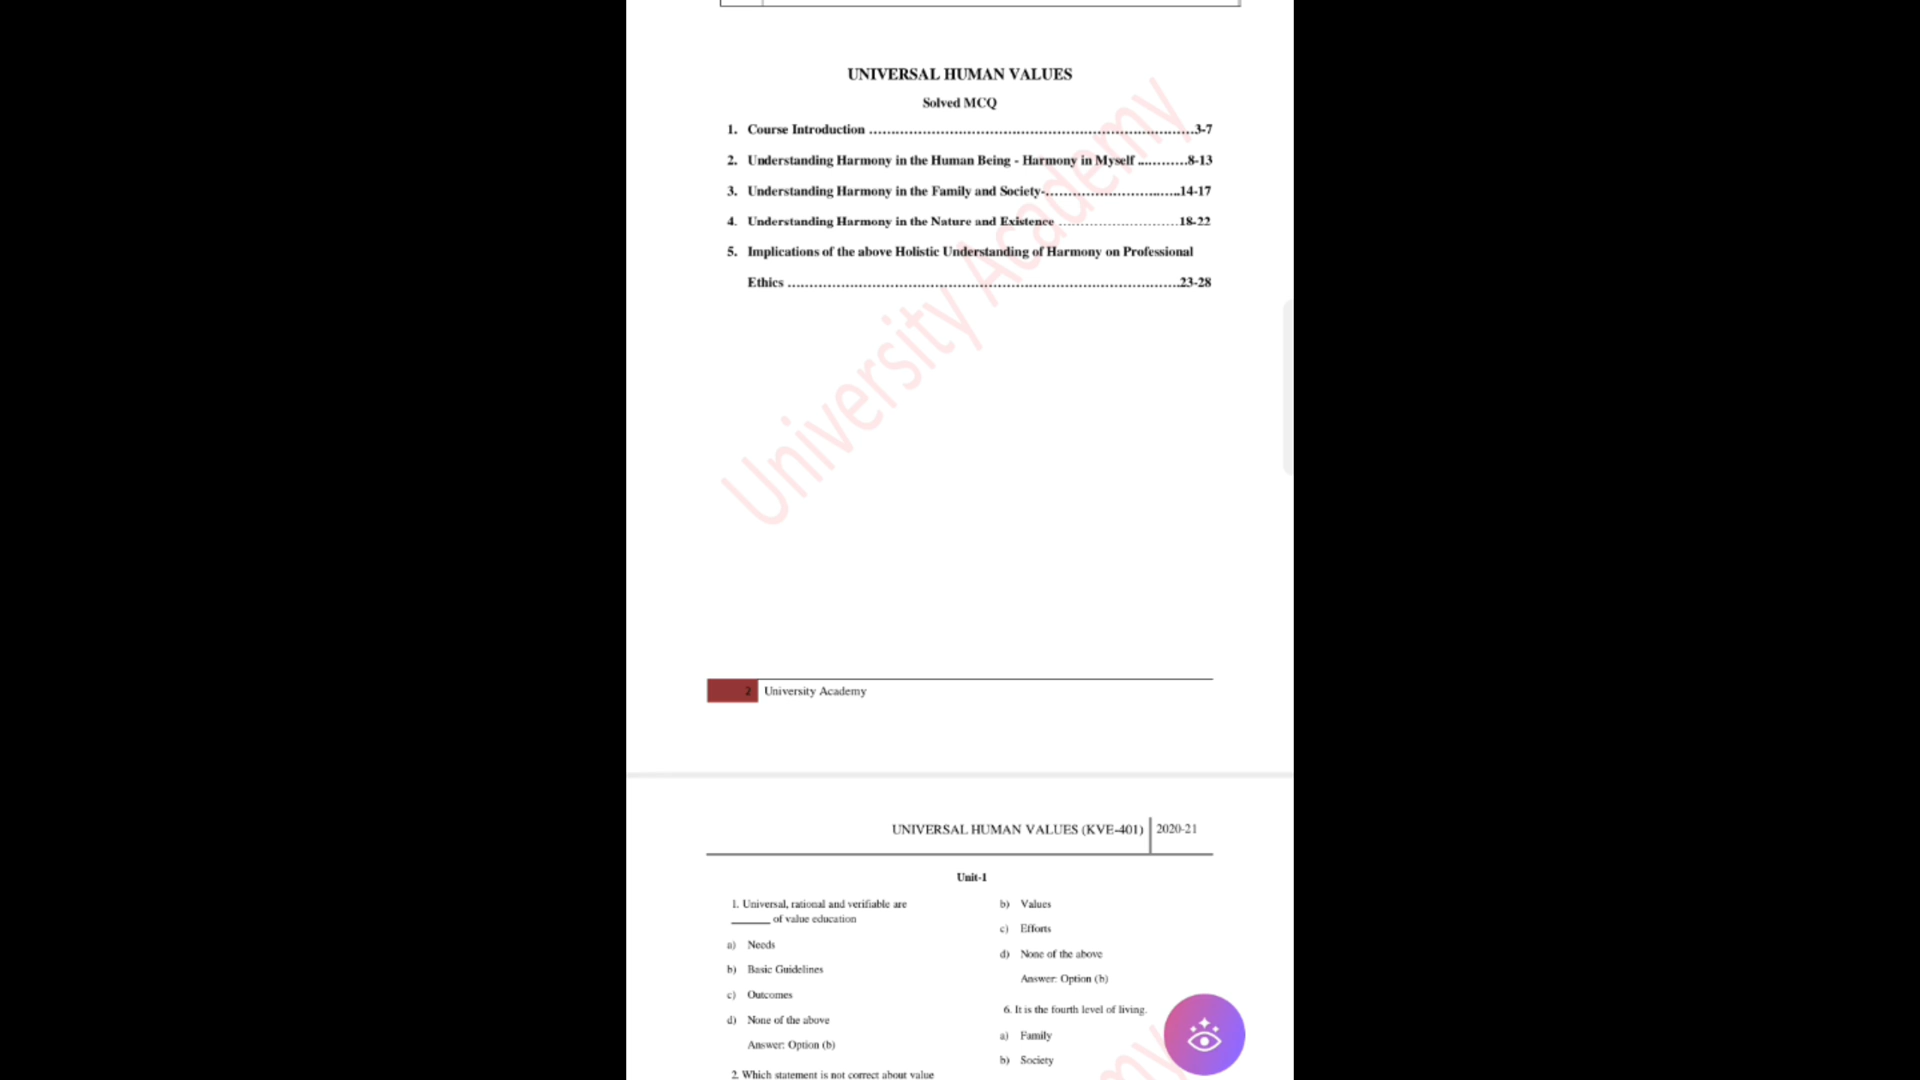 UNIVERSAL HUMAN VALUES
Solved MCQ
1. Course Introduction ............................................................................3-7
2. Understanding Harmony in the Human Being - Harmony in Myself ...........8-13
3. Understanding Harmony in the Family and Society-...............................14-17
4. Understanding Harmony in the Nature and Existence ............................18-22
5. Implications of the above Holistic Understanding of Harmony on Professional
Ethics ...........................................................................................23-28
University Academy
2 University Academy
UNIVERSAL HUMAN VALUES (KVE-401) 2020-21
Unit-1
1. Universal, rational and verifiable are
______ of value education
a) Needs
b) Basic Guidelines
c) Outcomes
d) None of the above
Answer: Option (b)
2. Which statement is not correct about value
b) Values
c) Efforts
d) None of the above
Answer: Option (b)
6. It is the fourth level of living.
a) Family
b) Society
my